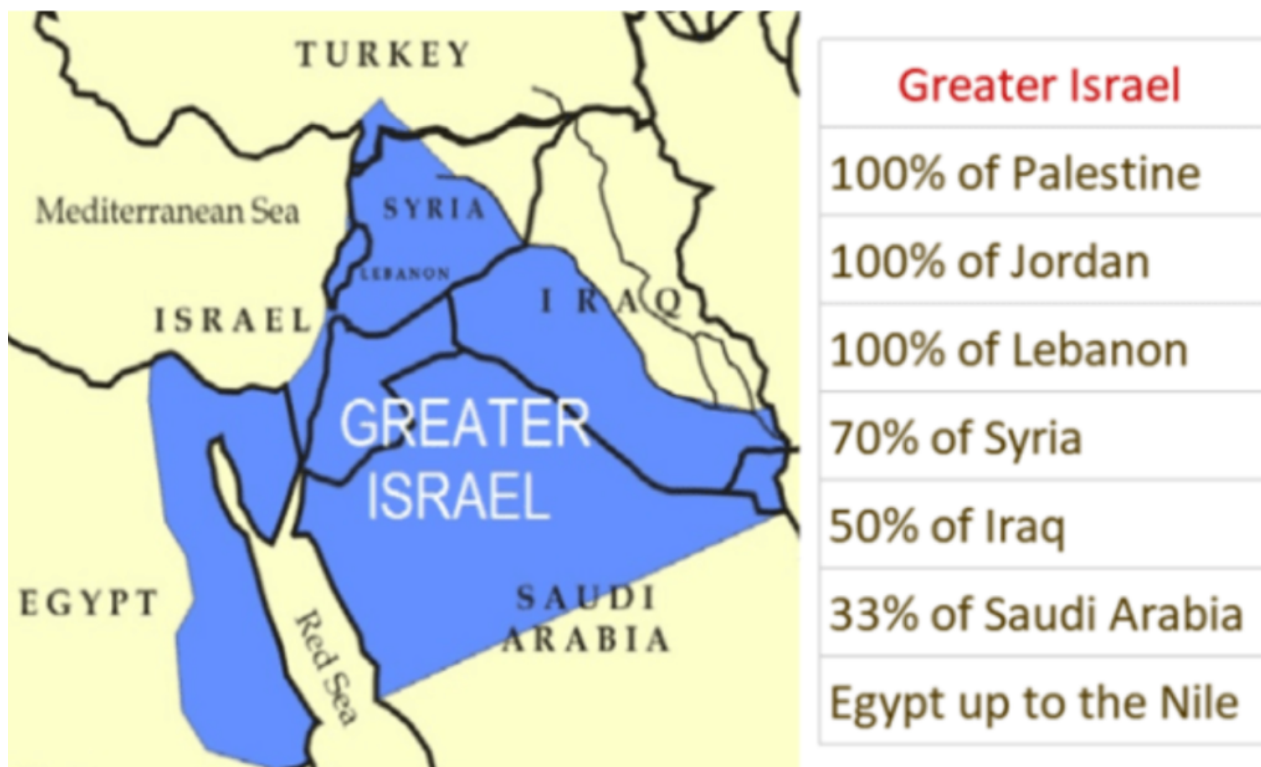 TURKEY
Mediterranean Sea
SYRIA
LEBANON
ISRAEL
IRAQ
GREATER
ISRAEL
EGYPT
SAUDI
ARABIA
Red Sea
Greater Israel
100% of Palestine
100% of Jordan
100% of Lebanon
70% of Syria
50% of Iraq
33% of Saudi Arabia
Egypt up to the Nile